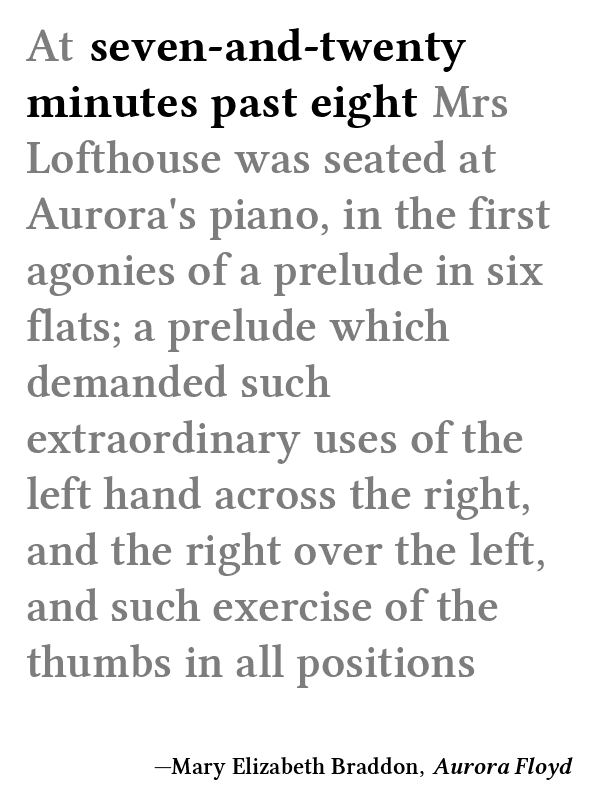 At seven-and-twenty
minutes past eight Mrs
Lofthouse was seated at
Aurora's piano, in the first
agonies of a prelude in six
flats; a prelude which
demanded such
extraordinary uses of the
left hand across the right,
and the right over the left,
and such exercise of the
thumbs in all positions
—Mary Elizabeth Braddon, Aurora Floyd